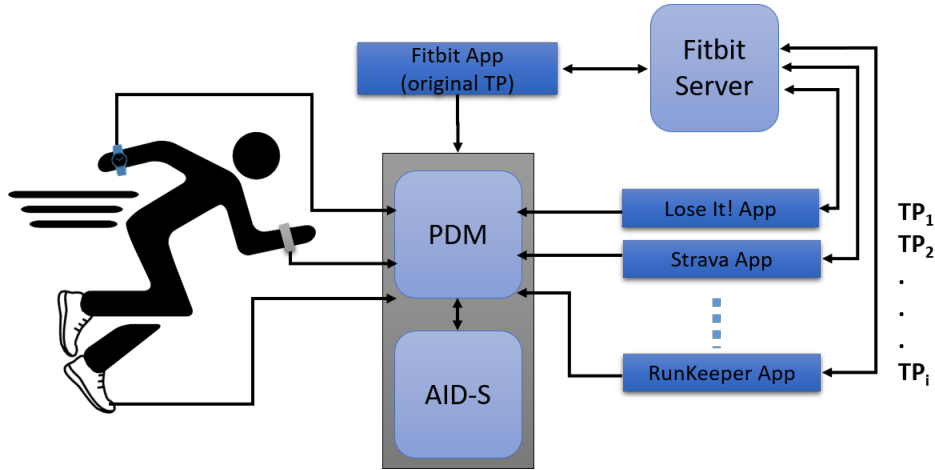 Fitbit App
(original TP)
Fitbit
Server
PDM
AID-S
Lose It! App
Strava App
RunKeeper App
TP1
TP2
.
.
.
TPi